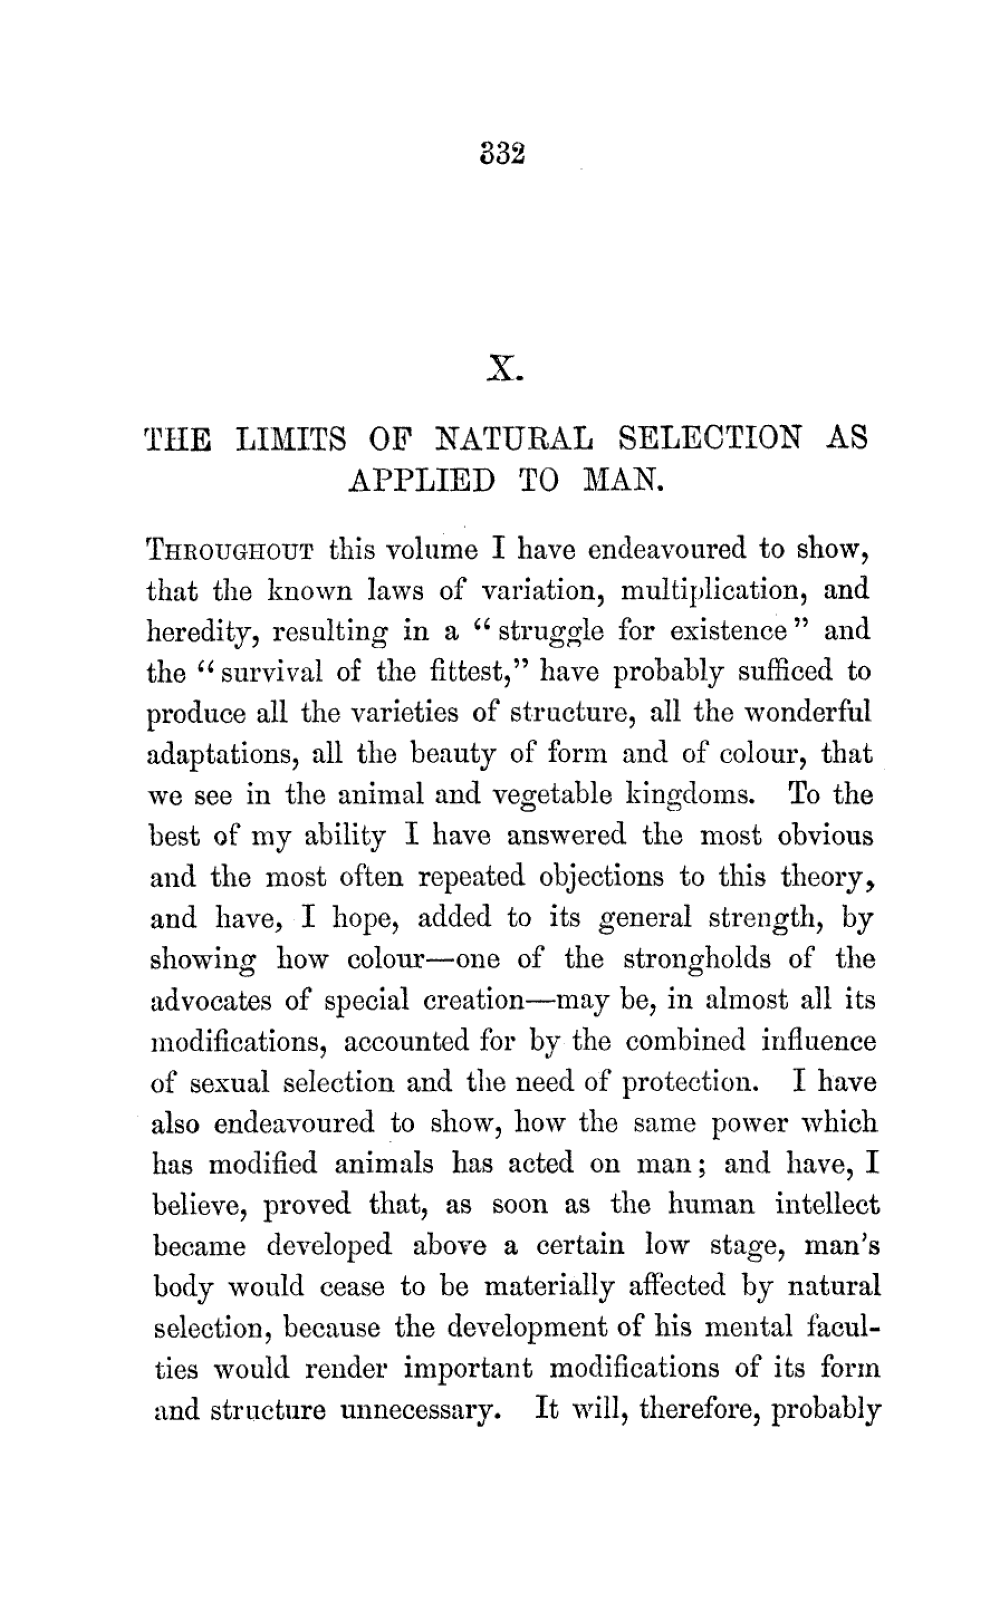 332
X.
THE LIMITS OF NATURAL SELECTION AS
APPLIED TO MAN.
THROUGHOUT this volume I have endeavoured to show,
that the known laws of variation, multiplication, and
heredity, resulting in a “ struggle for existence ” and
the “ survival of the fittest,” have probably sufficed to
produce all the varieties of structure, all the wonderful
adaptations, all the beauty of form and of colour, that
we see in the animal and vegetable kingdoms. To the
best of my ability I have answered the most obvious
and the most often repeated objections to this theory,
and have, I hope, added to its general strength, by
showing how colour—one of the strongholds of the
advocates of special creation—may be, in almost all its
modifications, accounted for by the combined influence
of sexual selection and the need of protection. I have
also endeavoured to show, how the same power which
has modified animals has acted on man; and have, I
believe, proved that, as soon as the human intellect
became developed above a certain low stage, man’s
body would cease to be materially affected by natural
selection, because the development of his mental facul-
ties would render important modifications of its form
and structure unnecessary. It will, therefore, probably